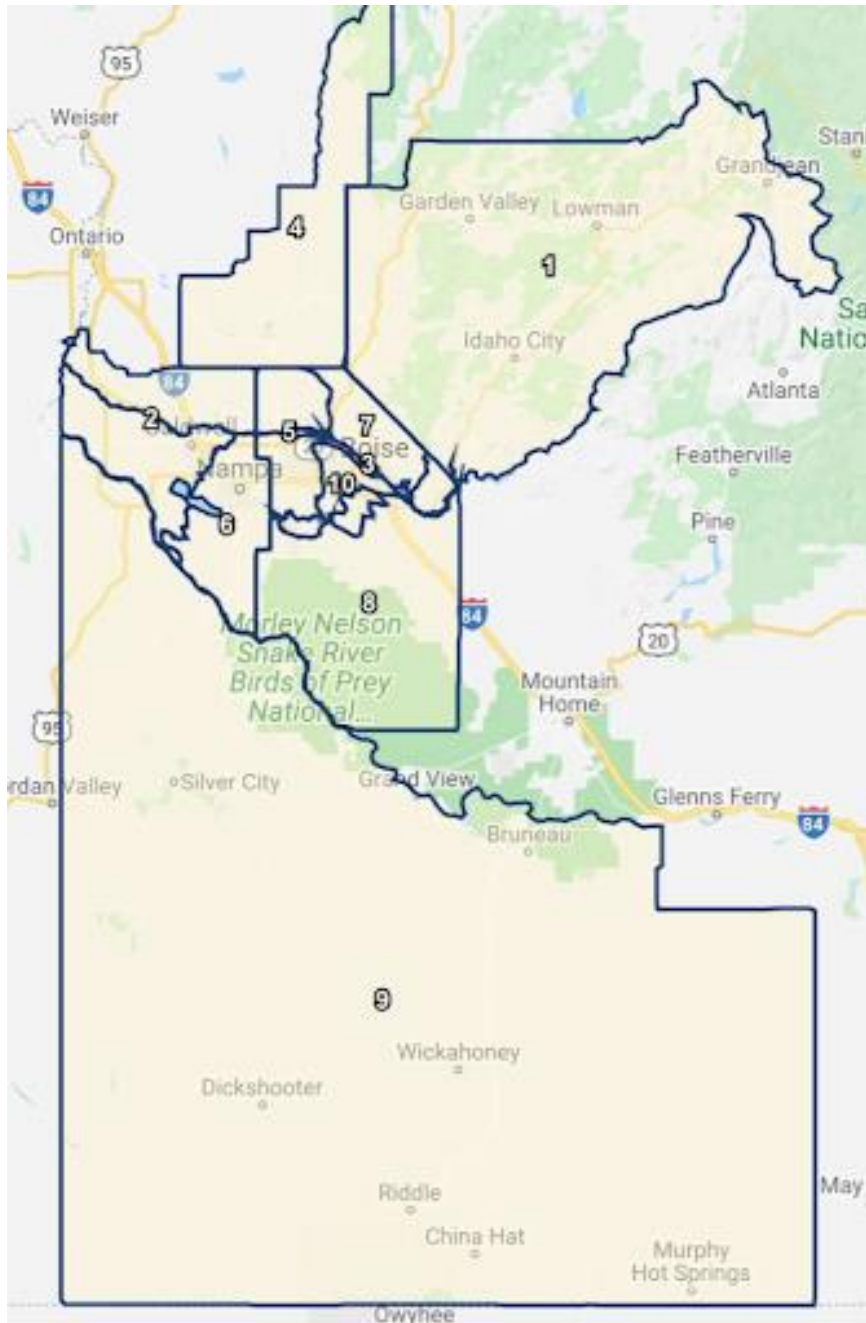 95
Weiser
Stan
84
Grandjean
Garden Valley
Lowman
4
Ontario
1
Sa
Natio
Idaho City
84
Atlanta
2
5
7
Boise
3
Featherville
Nampa
10
6
Pine
8
84
Morley Nelson
Snake River
Birds of Prey
National...
20
Mountain
Home
95
rdan Valley
Silver City
Grand View
Glenns Ferry
84
Bruneau
9
Wickahoney
Dickshooter
May
Riddle
China Hat
Murphy
Hot Springs
Owyhee